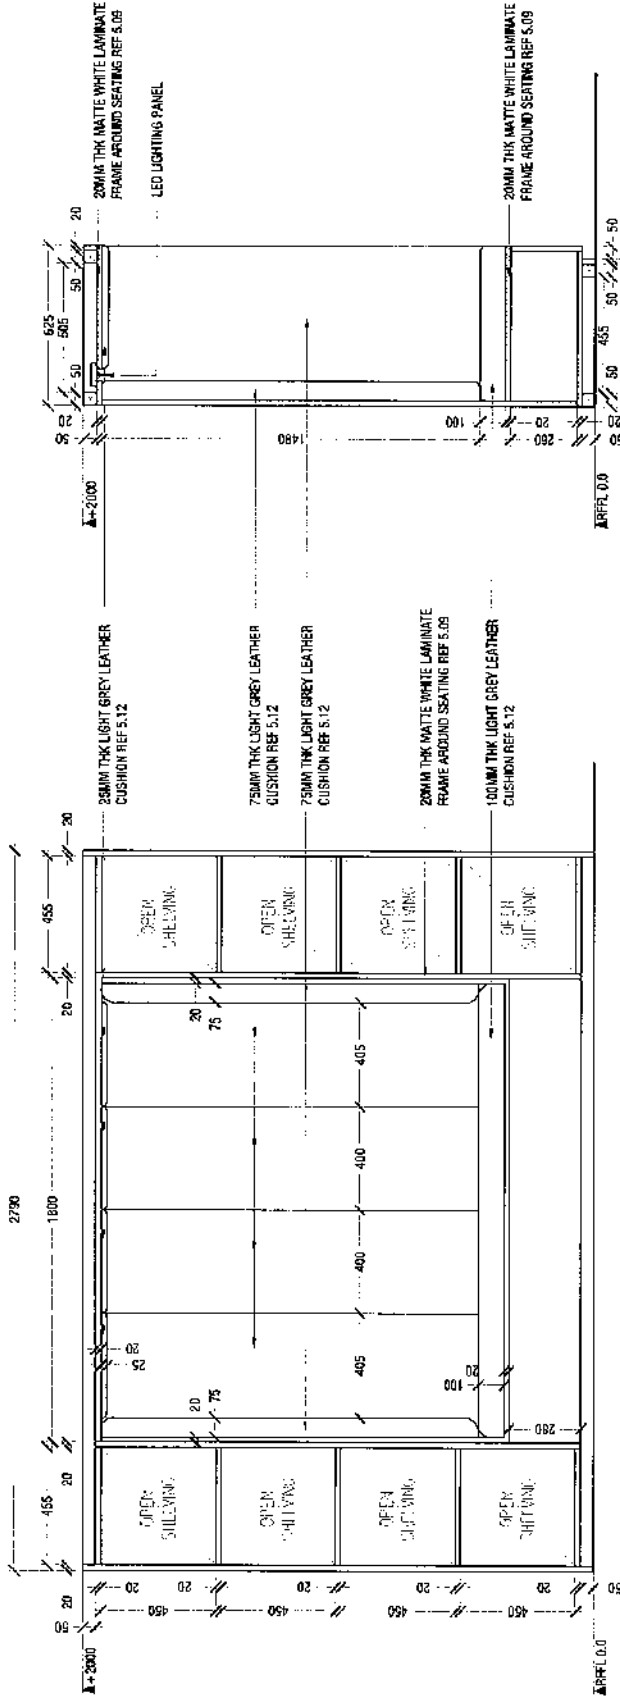 2790
20
455
20
1800
20
455
20
50
▲+2000
20
20
20
20
20
450
450
450
450
50
▲RFFL 0.0
OPEN
SHELVING
OPEN
SHELVING
OPEN
SHELVING
OPEN
SHELVING
20
25
20
75
405
400
400
405
20
75
100
20
OPEN
SHELVING
OPEN
SHELVING
OPEN
SHELVING
OPEN
SHELVING
25MM THK LIGHT GREY LEATHER
CUSHION REF 5.12
75MM THK LIGHT GREY LEATHER
CUSHION REF 5.12
75MM THK LIGHT GREY LEATHER
CUSHION REF 5.12
20MM THK MATTE WHITE LAMINATE
FRAME AROUND SEATING REF 5.09
100MM THK LIGHT GREY LEATHER
CUSHION REF 5.12
▲+2000
▲RFFL 0.0
50
20
1480
100
20
50
625
20
50
50
50
455
50
50
20MM THK MATTE WHITE LAMINATE
FRAME AROUND SEATING REF 5.09
LED LIGHTING PANEL
20MM THK MATTE WHITE LAMINATE
FRAME AROUND SEATING REF 5.09